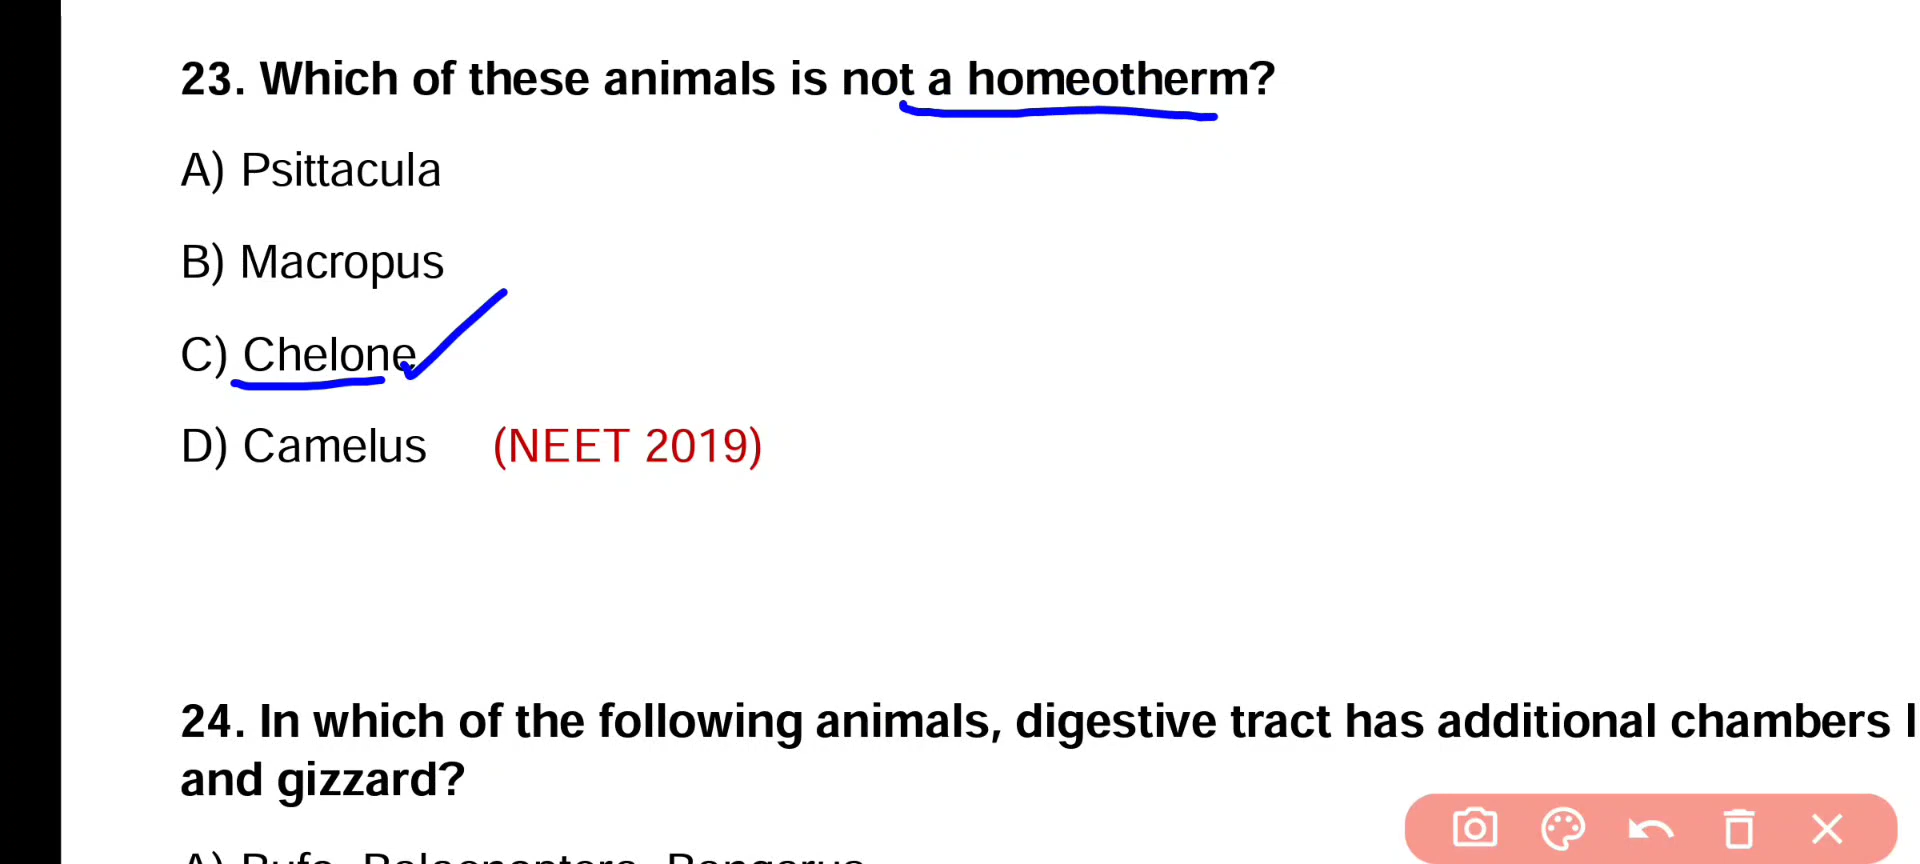 23. Which of these animals is not a homeotherm?
A) Psittacula
B) Macropus
C) Chelone
D) Camelus (NEET 2019)
24. In which of the following animals, digestive tract has additional chambers
and gizzard?
A)